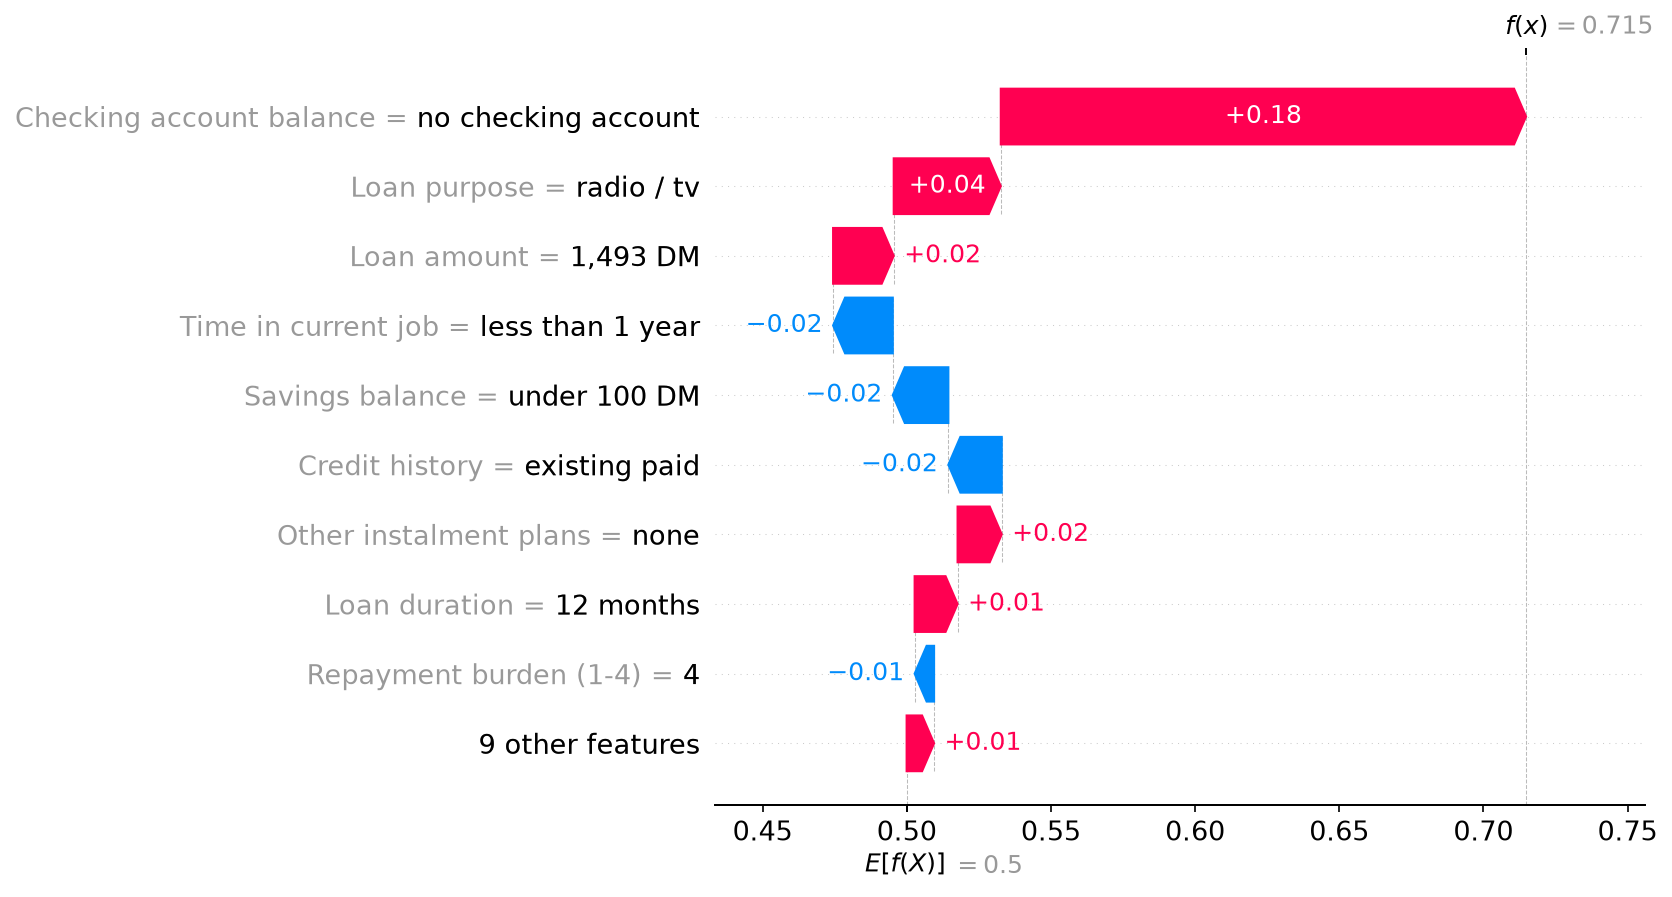 f(x) = 0.715
Checking account balance = no checking account
+0.18
Loan purpose = radio / tv
+0.04
Loan amount = 1,493 DM
+0.02
Time in current job = less than 1 year
−0.02
Savings balance = under 100 DM
−0.02
Credit history = existing paid
−0.02
Other instalment plans = none
+0.02
Loan duration = 12 months
+0.01
Repayment burden (1-4) = 4
−0.01
9 other features
+0.01
0.45 0.50 0.55 0.60 0.65 0.70 0.75
E[f(X)] = 0.5